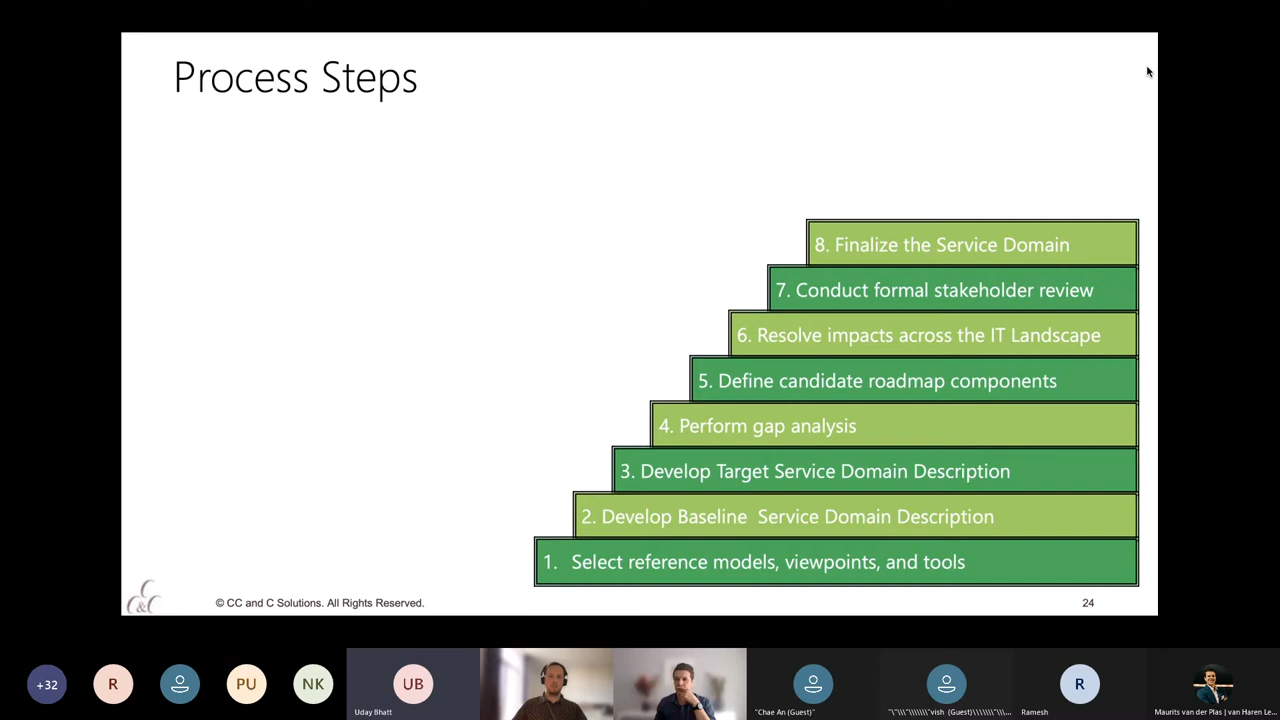 Process Steps
8. Finalize the Service Domain
7. Conduct formal stakeholder review
6. Resolve impacts across the IT Landscape
5. Define candidate roadmap components
4. Perform gap analysis
3. Develop Target Service Domain Description
2. Develop Baseline  Service Domain Description
1. Select reference models, viewpoints, and tools
C
C&C
© CC and C Solutions. All Rights Reserved.
24
+32
R
PU
NK
UB
R
Uday Bhatt
"Chae An (Guest)"
"\"\\\"\\\\\\\"vish (Guest)\\\\\\\"\\...
Ramesh
Maurits van der Plas | van Haren Le...